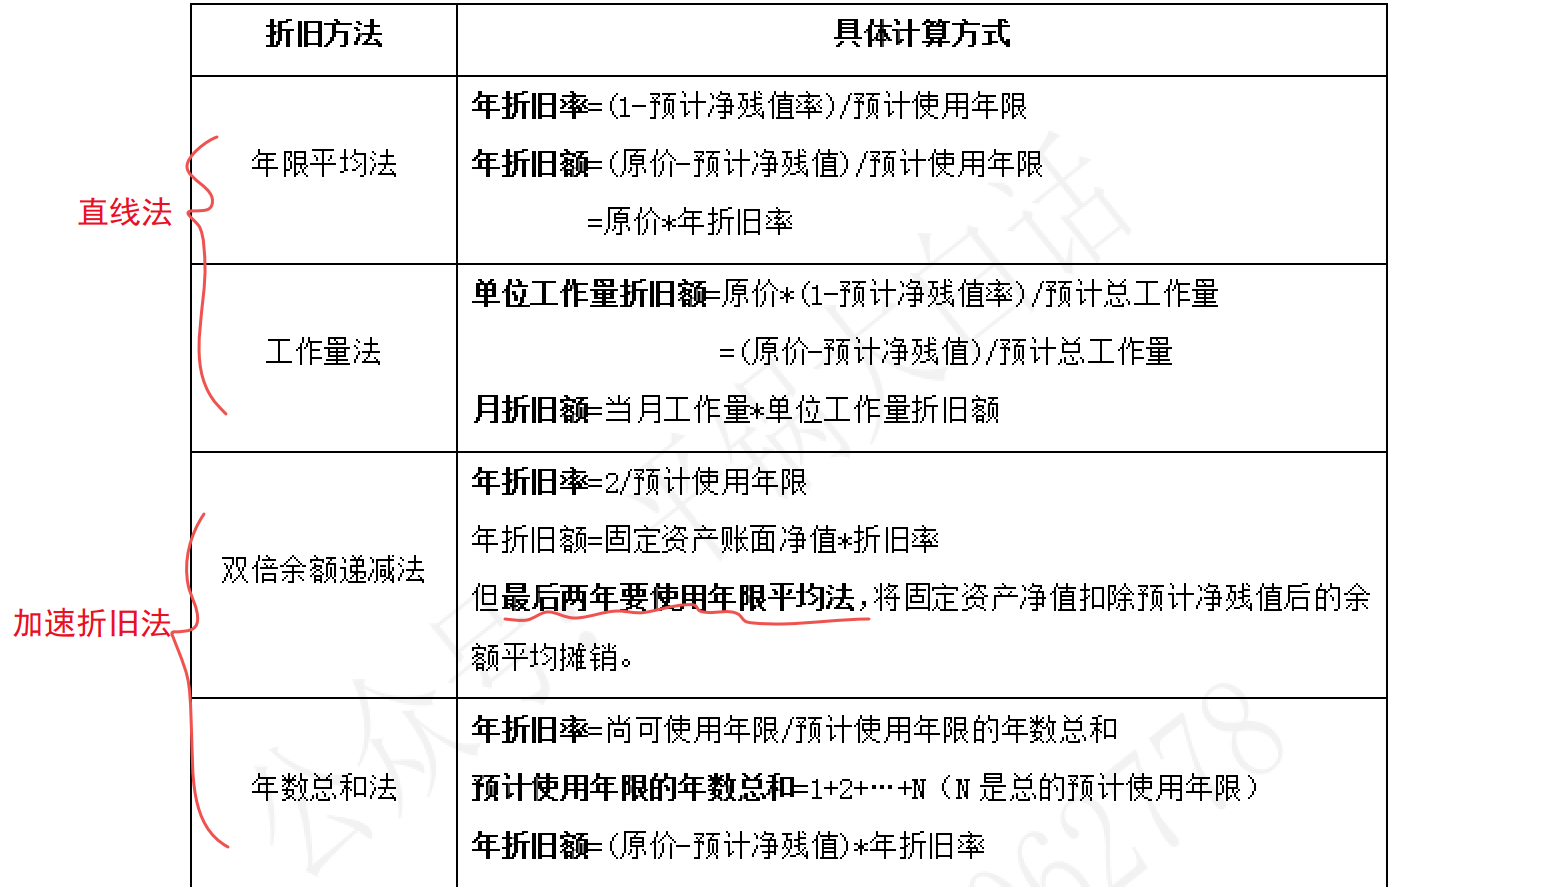 折旧方法 具体计算方式
年折旧率=(1-预计净残值率)/预计使用年限
年限平均法 年折旧额=(原价-预计净残值)/预计使用年限
直线法 =原价*年折旧率
单位工作量折旧额=原价*(1-预计净残值率)/预计总工作量
工作量法 =(原价-预计净残值)/预计总工作量
月折旧额=当月工作量*单位工作量折旧额
年折旧率=2/预计使用年限
双倍余额递减法 年折旧额=固定资产账面净值*折旧率
加速折旧法 但最后两年要使用年限平均法,将固定资产净值扣除预计净残值后的余
额平均摊销。
年折旧率=尚可使用年限/预计使用年限的年数总和
年数总和法 预计使用年限的年数总和=1+2+…+N（N 是总的预计使用年限）
年折旧额=(原价-预计净残值)*年折旧率